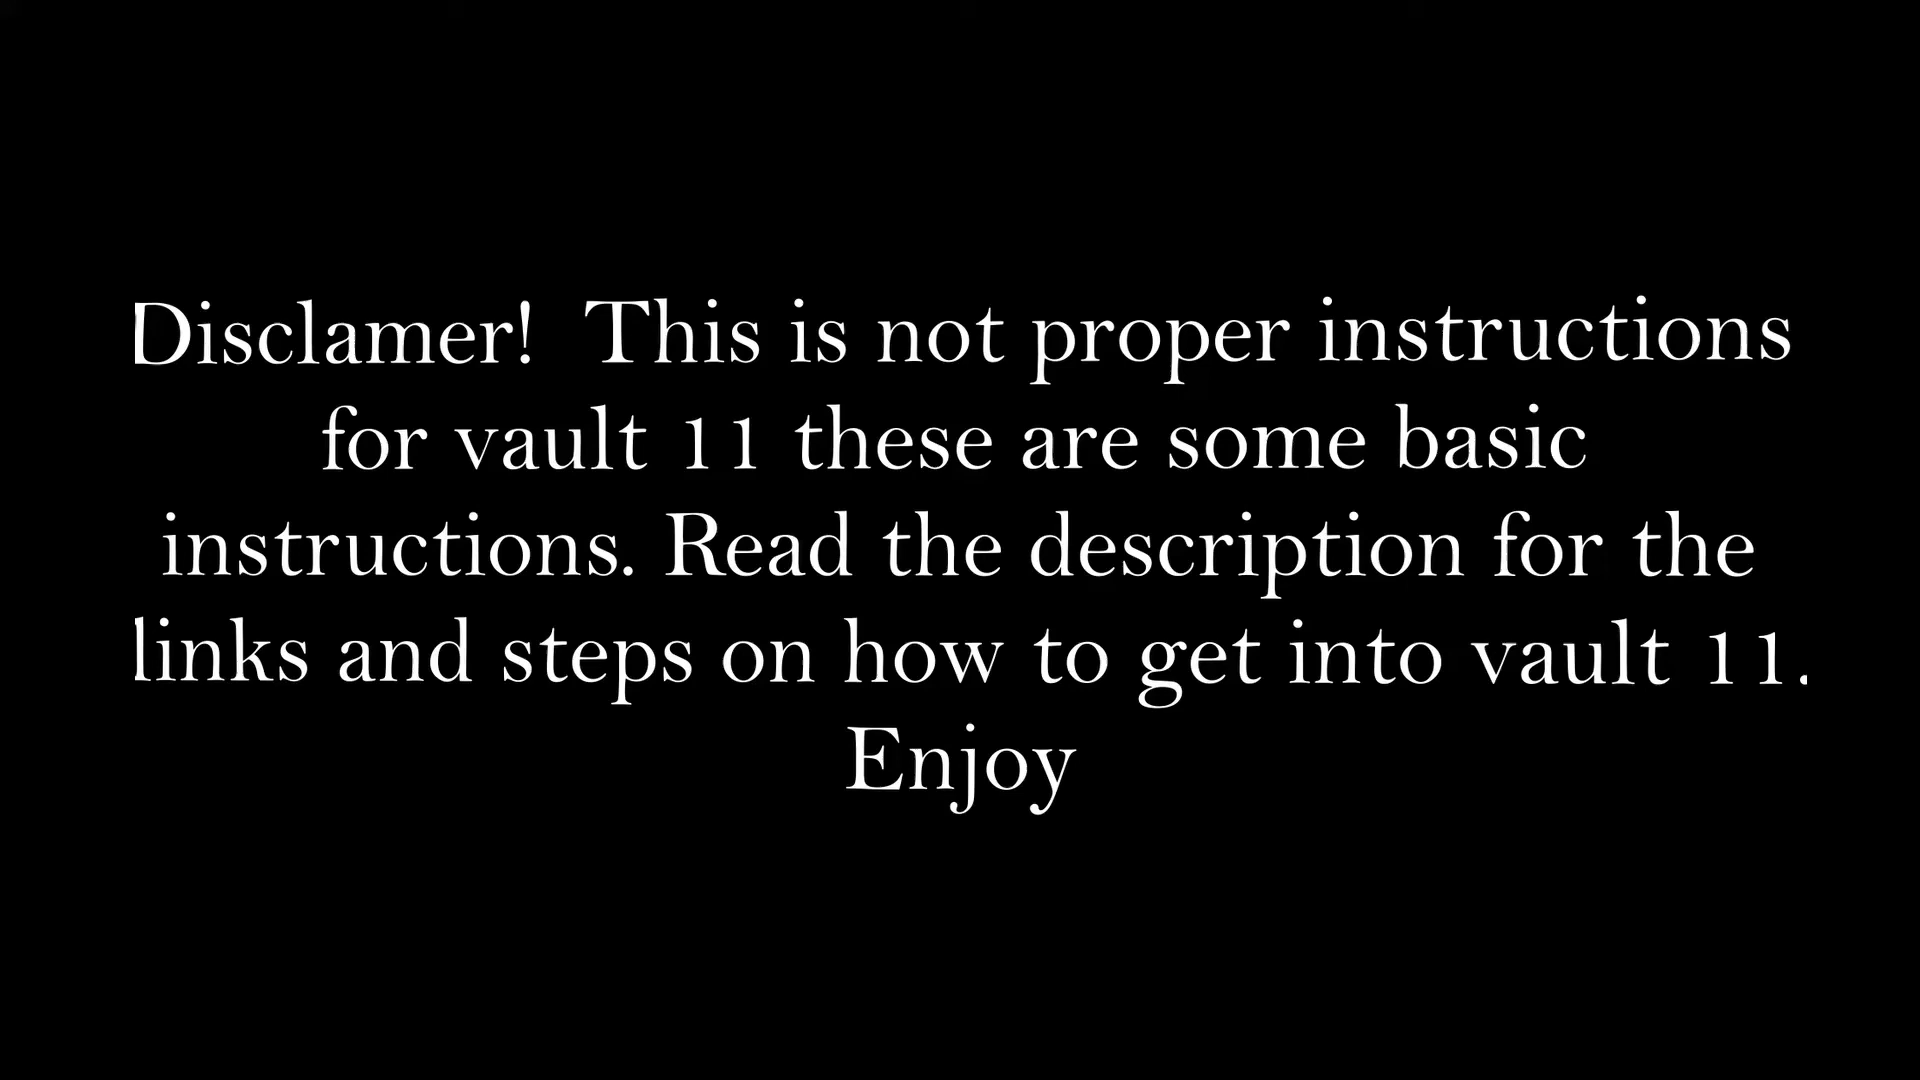 Disclamer!  This is not proper instructions
for vault 11 these are some basic
instructions. Read the description for the
links and steps on how to get into vault 11.
Enjoy